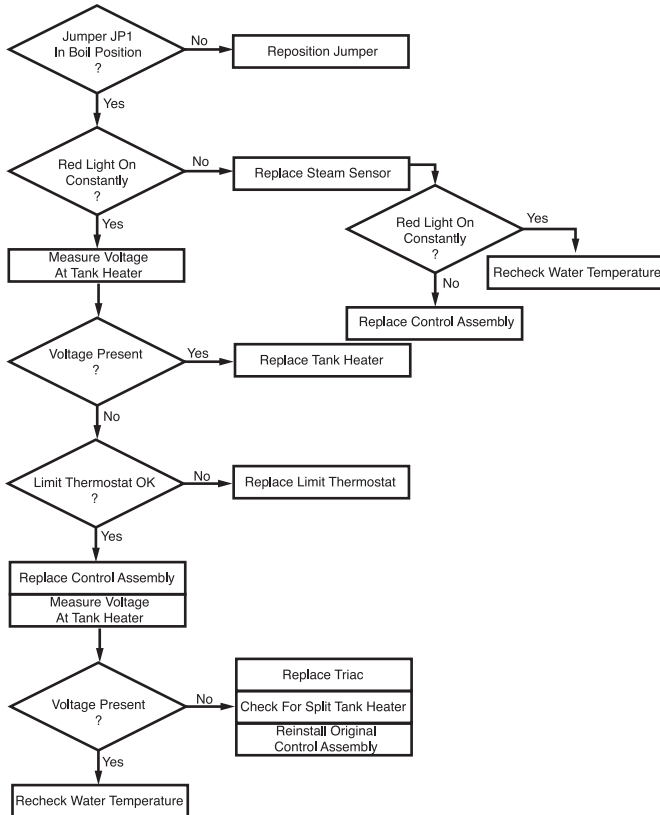 Jumper JP1
In Boil Position
?
No
Reposition Jumper
Yes
Red Light On
Constantly
?
No
Replace Steam Sensor
Yes
Red Light On
Constantly
?
Yes
Recheck Water Temperature
No
Replace Control Assembly
Measure Voltage
At Tank Heater
Voltage Present
?
Yes
Replace Tank Heater
No
Limit Thermostat OK
?
No
Replace Limit Thermostat
Yes
Replace Control Assembly
Measure Voltage
At Tank Heater
Voltage Present
?
No
Replace Triac
Check For Split Tank Heater
Reinstall Original
Control Assembly
Yes
Recheck Water Temperature